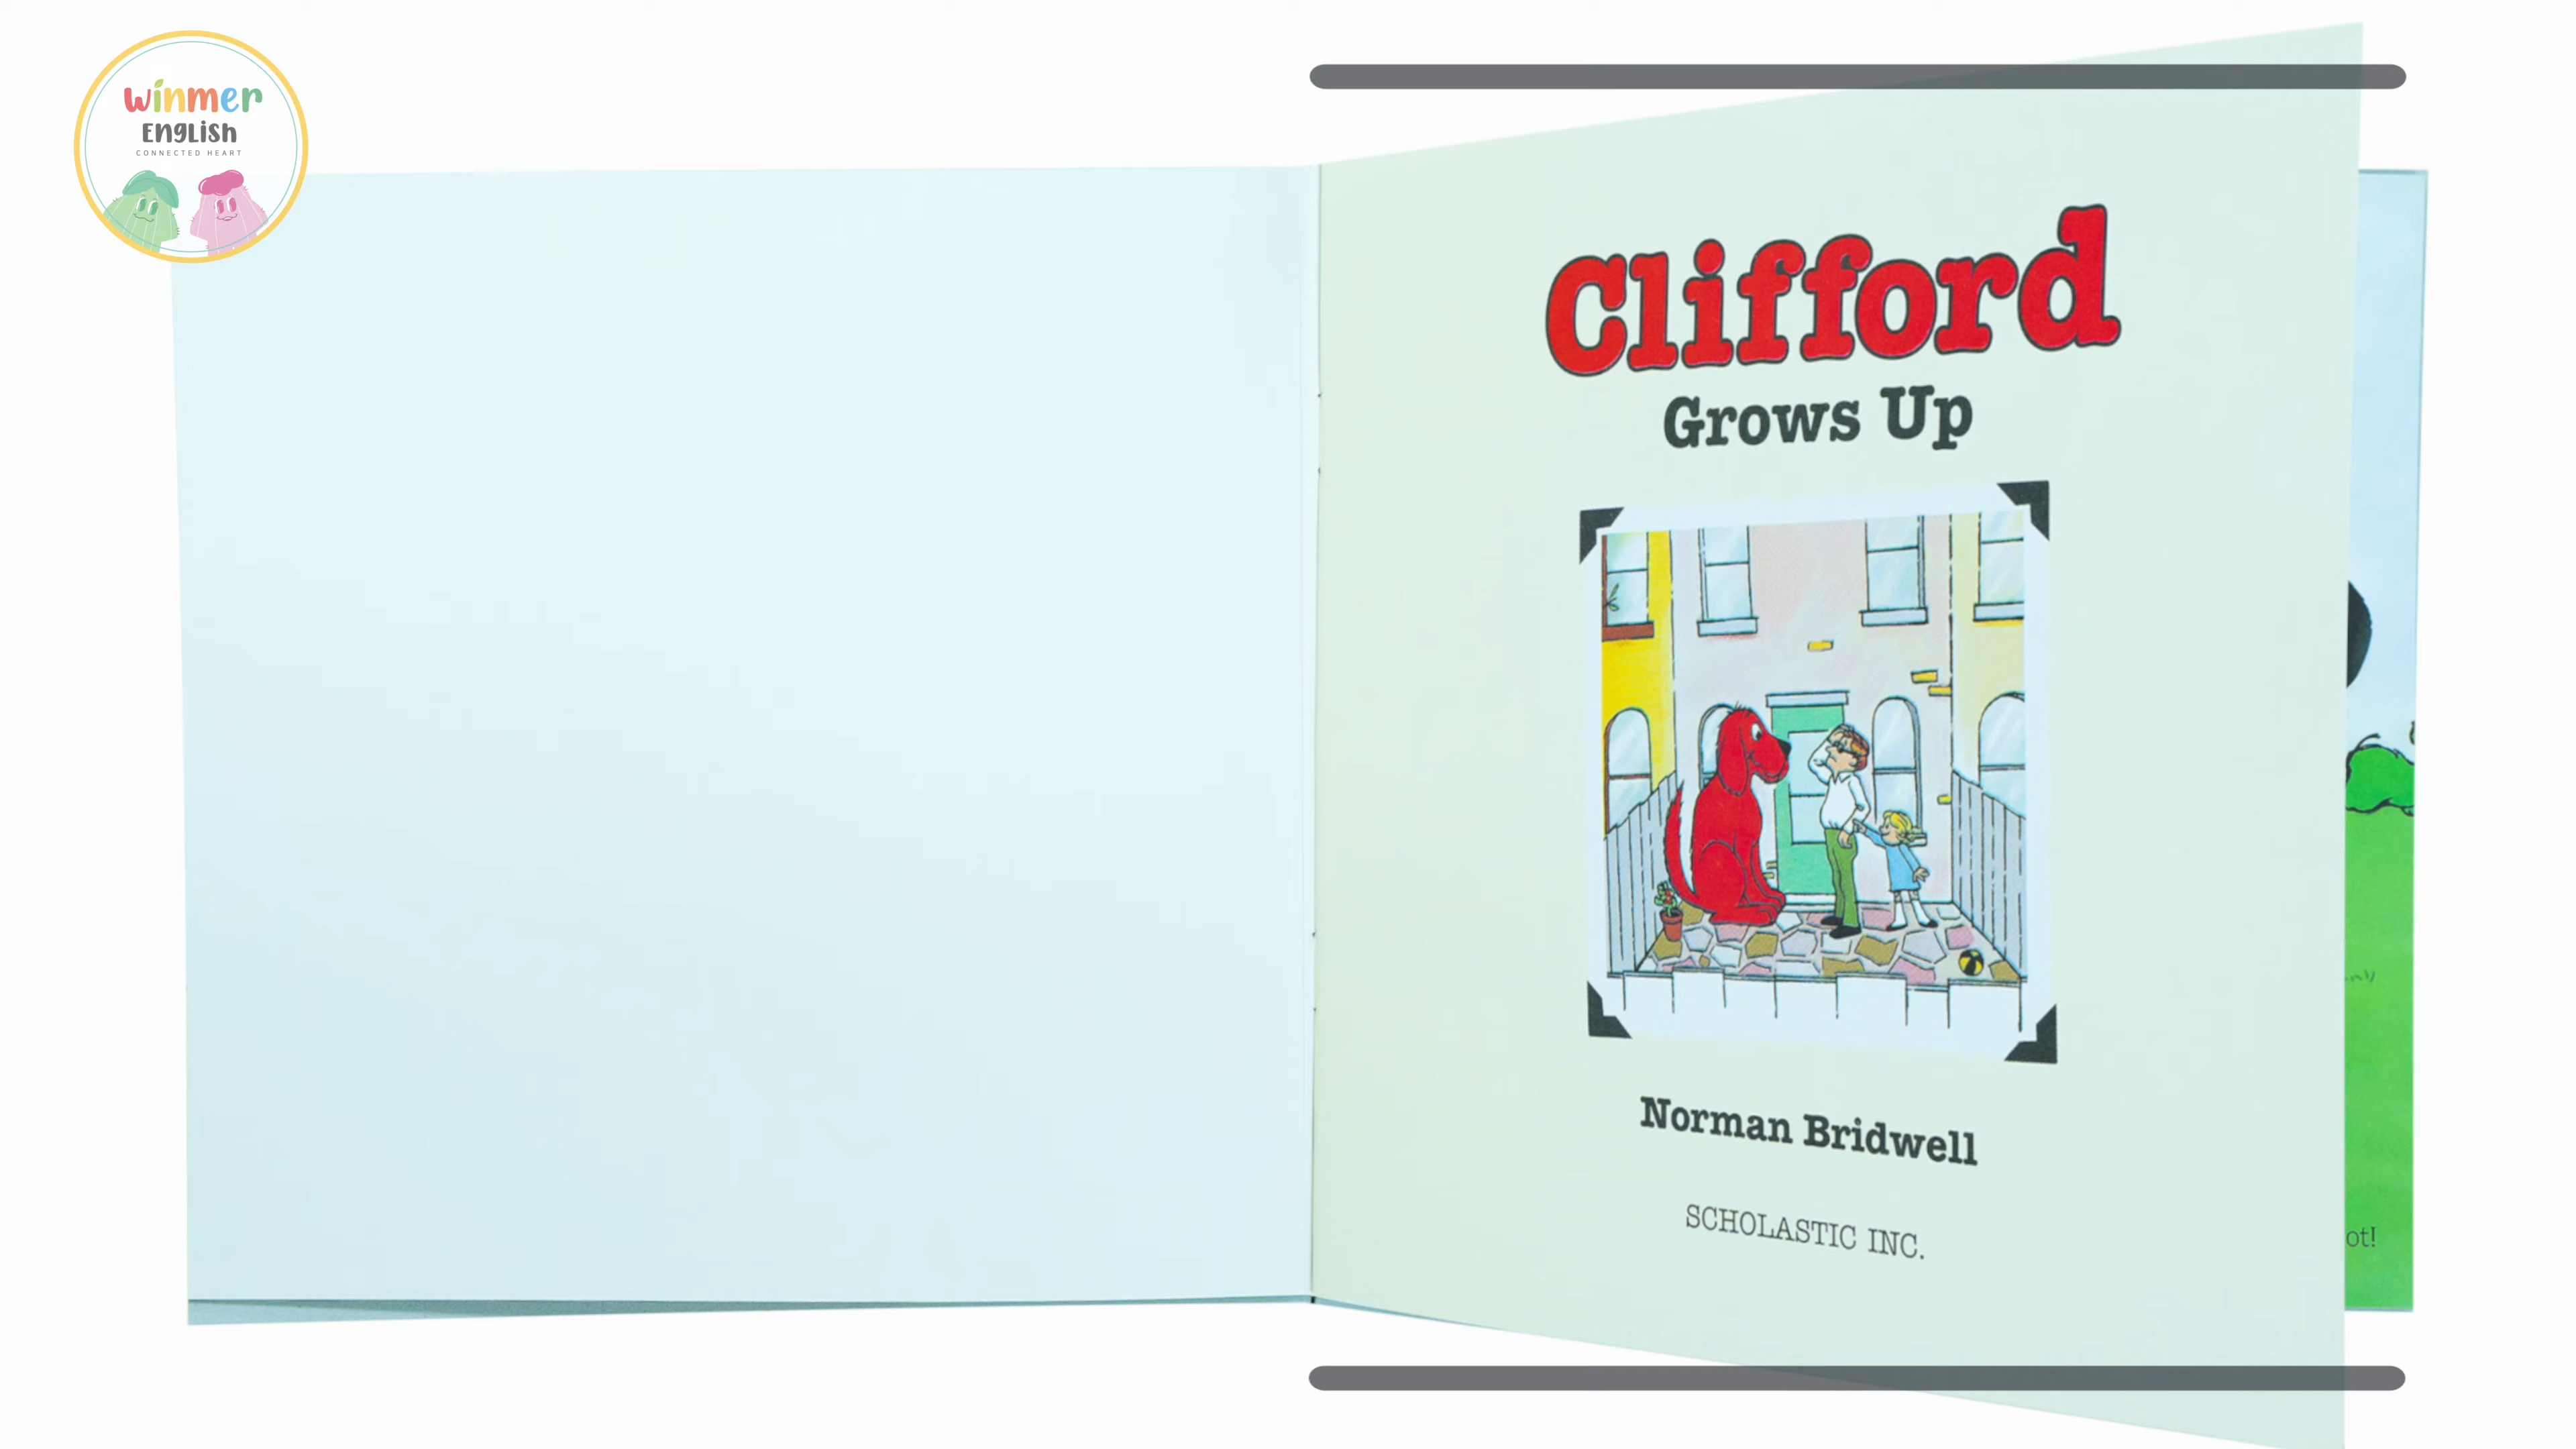 winmer
English
CONNECTED HEART
Clifford
Grows Up
Norman Bridwell
SCHOLASTIC INC.
ot!